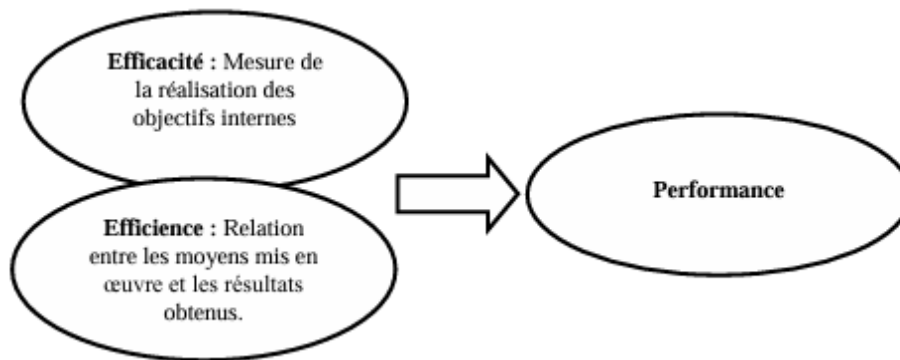 Efficacité : Mesure de
la réalisation des
objectifs internes
Efficience : Relation
entre les moyens mis en
œuvre et les résultats
obtenus.
Performance